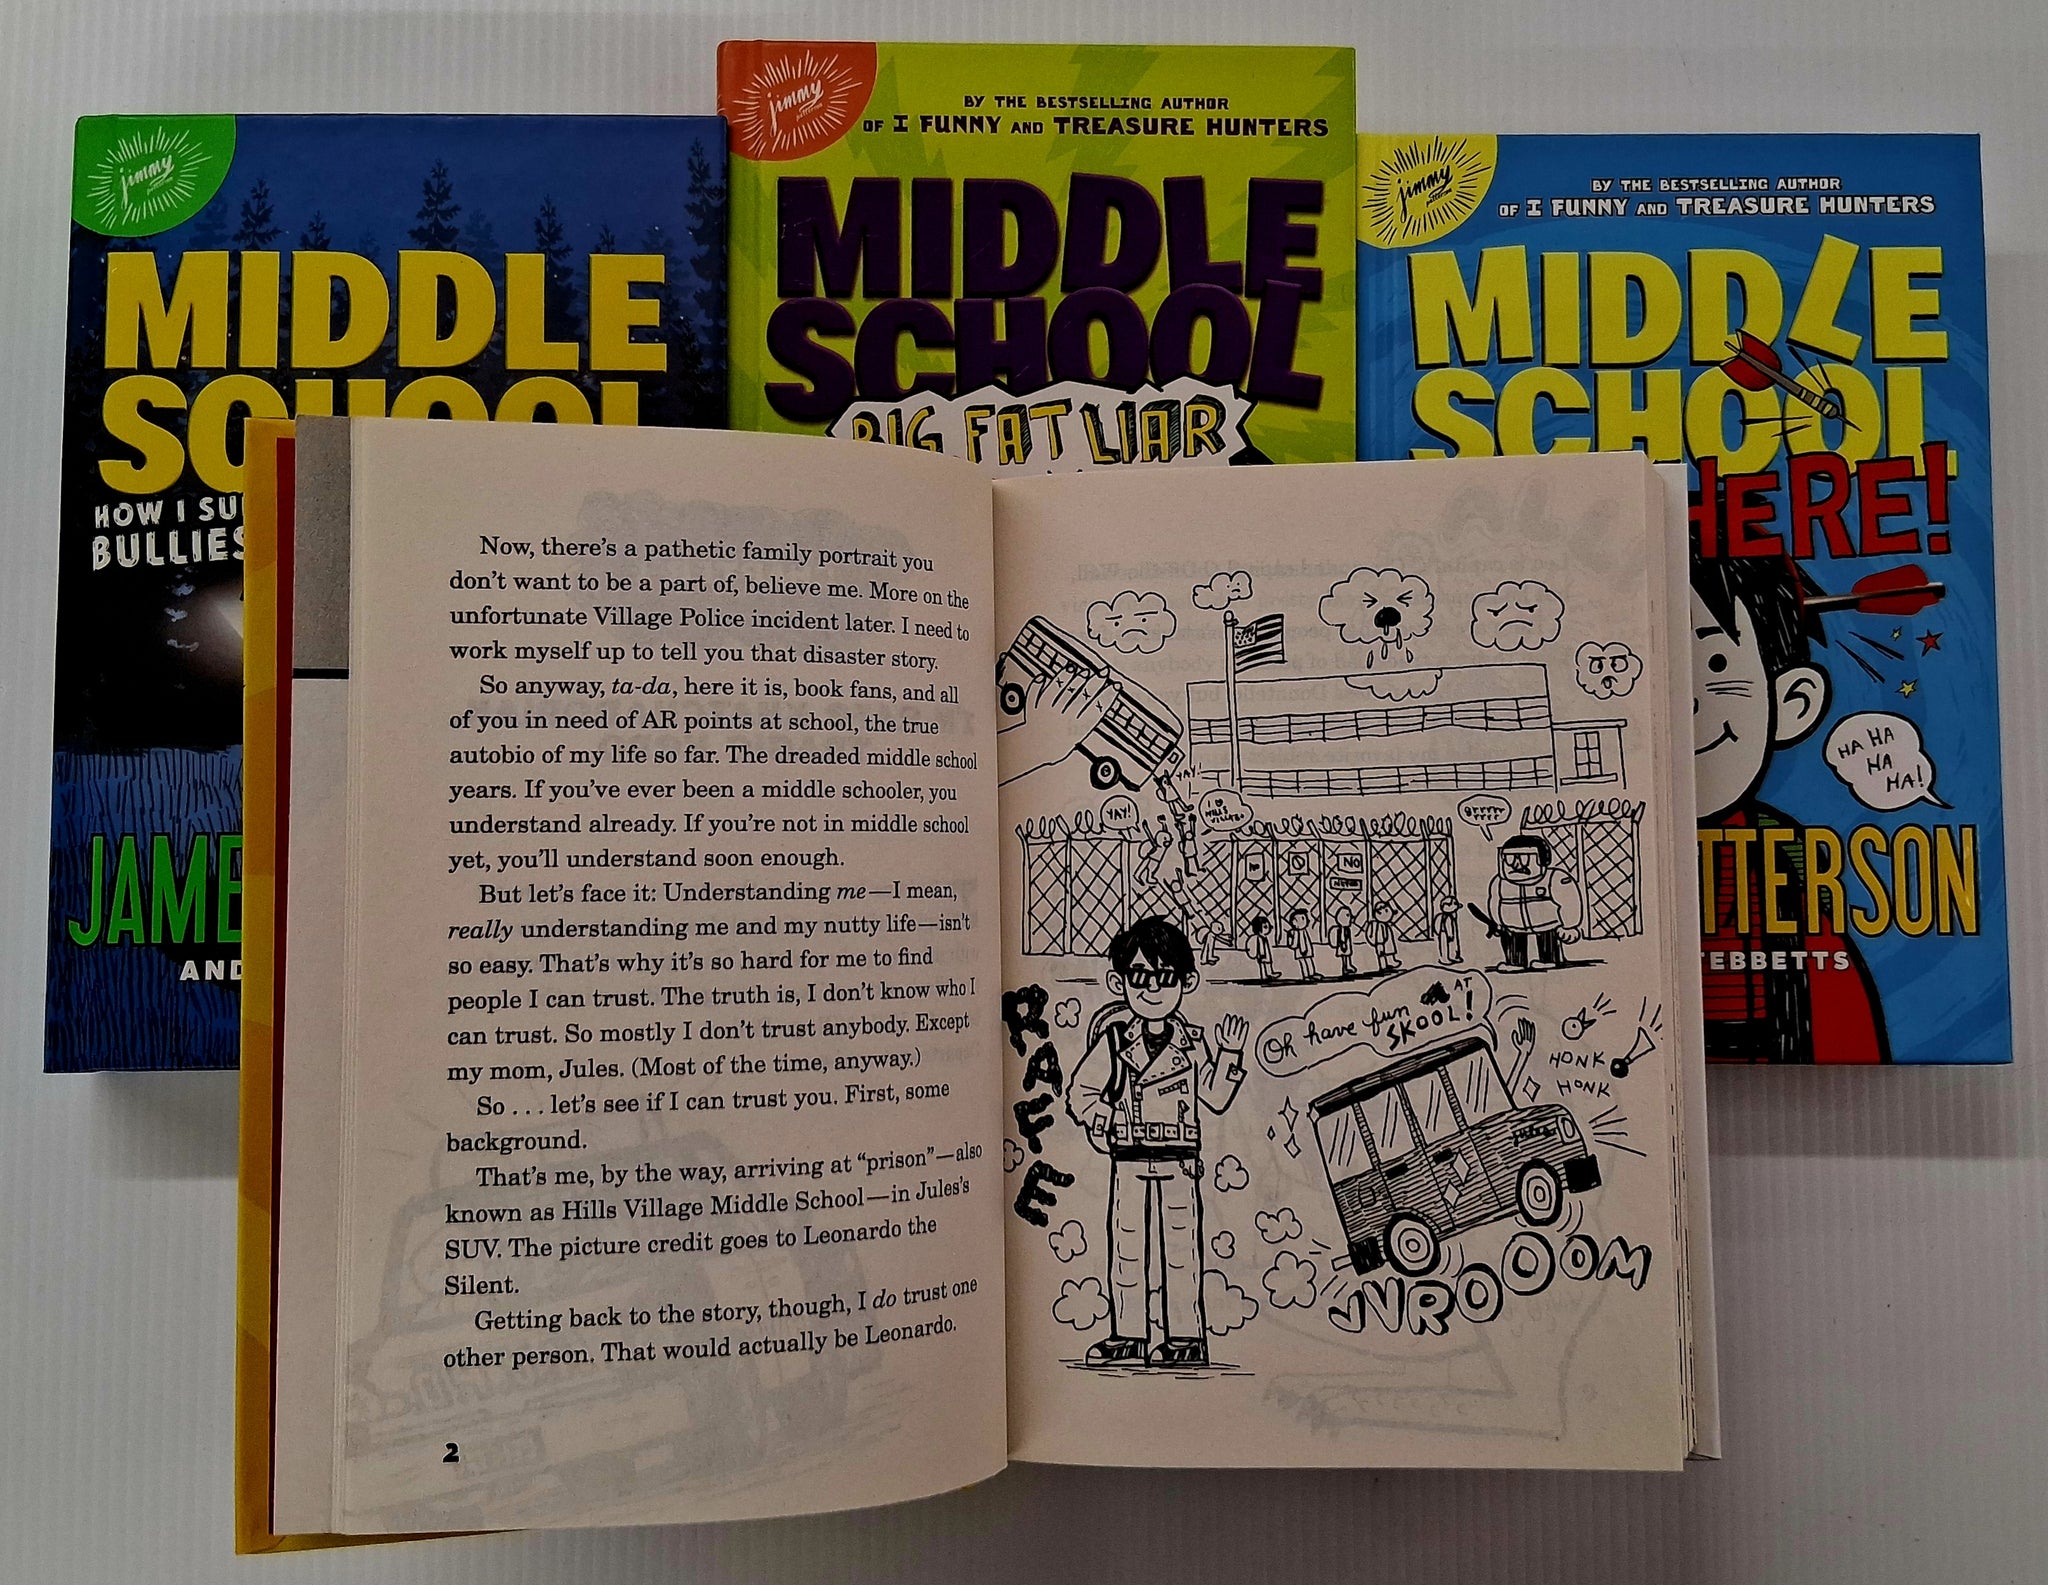 jimmy
MIDDLE
SCHOOL
HOW I SU
BULLIES
JAME
AND
jimmy
BY THE BESTSELLING AUTHOR
OF I FUNNY AND TREASURE HUNTERS
MIDDLE
SCHOOL
BIG FAT LIAR
jimmy
BY THE BESTSELLING AUTHOR
OF I FUNNY AND TREASURE HUNTERS
MIDDLE
SCHOOL
HERE!
HA HA
HA
HA!
TTERSON
TEBBETTS
Now, there's a pathetic family portrait you
don't want to be a part of, believe me. More on the
unfortunate Village Police incident later. I need to
work myself up to tell you that disaster story.
So anyway, ta-da, here it is, book fans, and all
of you in need of AR points at school, the true
autobio of my life so far. The dreaded middle school
years. If you've ever been a middle schooler, you
understand already. If you're not in middle school
yet, you'll understand soon enough.
But let's face it: Understanding me—I mean,
really understanding me and my nutty life—isn't
so easy. That's why it's so hard for me to find
people I can trust. The truth is, I don't know who I
can trust. So mostly I don't trust anybody. Except
my mom, Jules. (Most of the time, anyway.)
So . . . let's see if I can trust you. First, some
background.
That's me, by the way, arriving at “prison”—also
known as Hills Village Middle School—in Jules's
SUV. The picture credit goes to Leonardo the
Silent.
Getting back to the story, though, I do trust one
other person. That would actually be Leonardo.
2
YAY!
YAY!
I
HILLS
NO
RAFE
Oh have fun AT
SKOOL!
HONK
HONK
Jules
VROOOOM